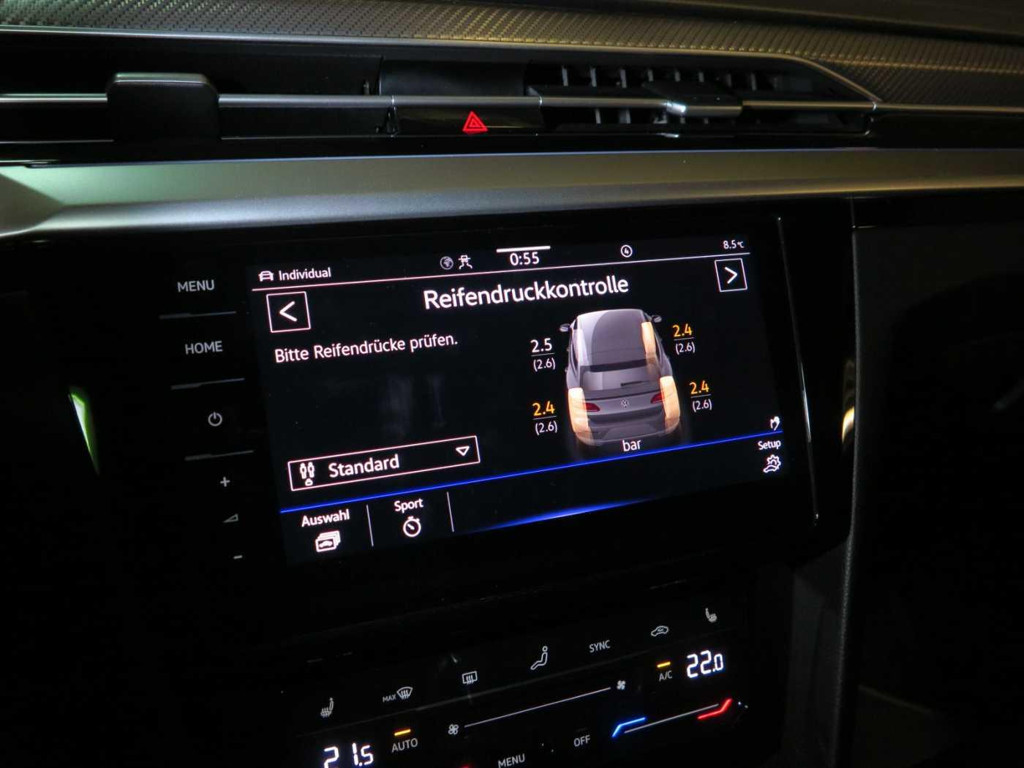 Individual
0:55
8.5°C
Reifendruckkontrolle
Bitte Reifendrücke prüfen.
2.5
(2.6)
2.4
(2.6)
2.4
(2.6)
2.4
(2.6)
bar
Standard
Setup
Auswahl
Sport
MENU
HOME
+
-
MAX
SYNC
A/C
22.0
21.5
AUTO
MENU
OFF